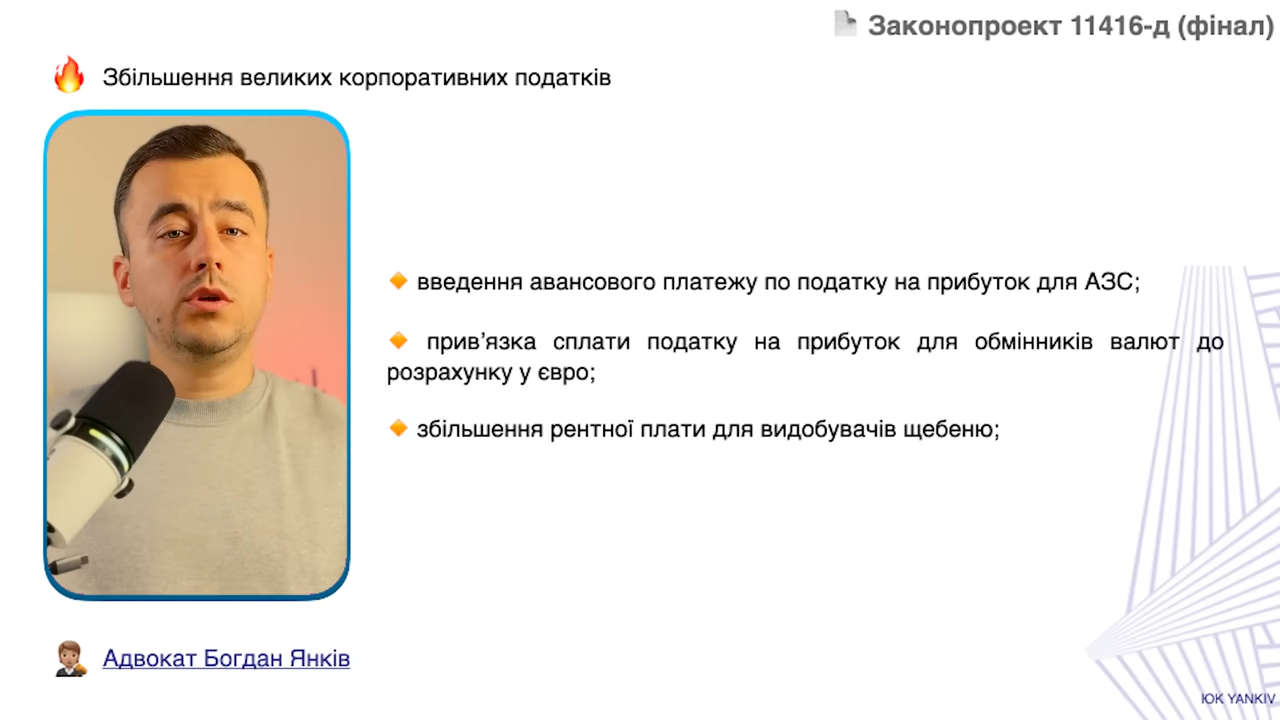 Законопроект 11416-д (фінал)
Збільшення великих корпоративних податків
введення авансового платежу по податку на прибуток для АЗС;
прив’язка сплати податку на прибуток для обмінників валют до
розрахунку у євро;
збільшення рентної плати для видобувачів щебеню;
Адвокат Богдан Янків
ЮК YANKIV